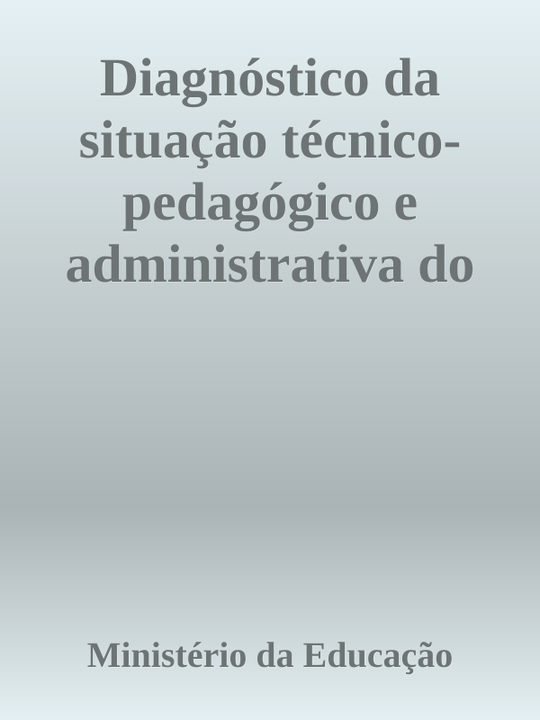 Diagnóstico da
situação técnico-
pedagógico e
administrativa do
Ministério da Educação